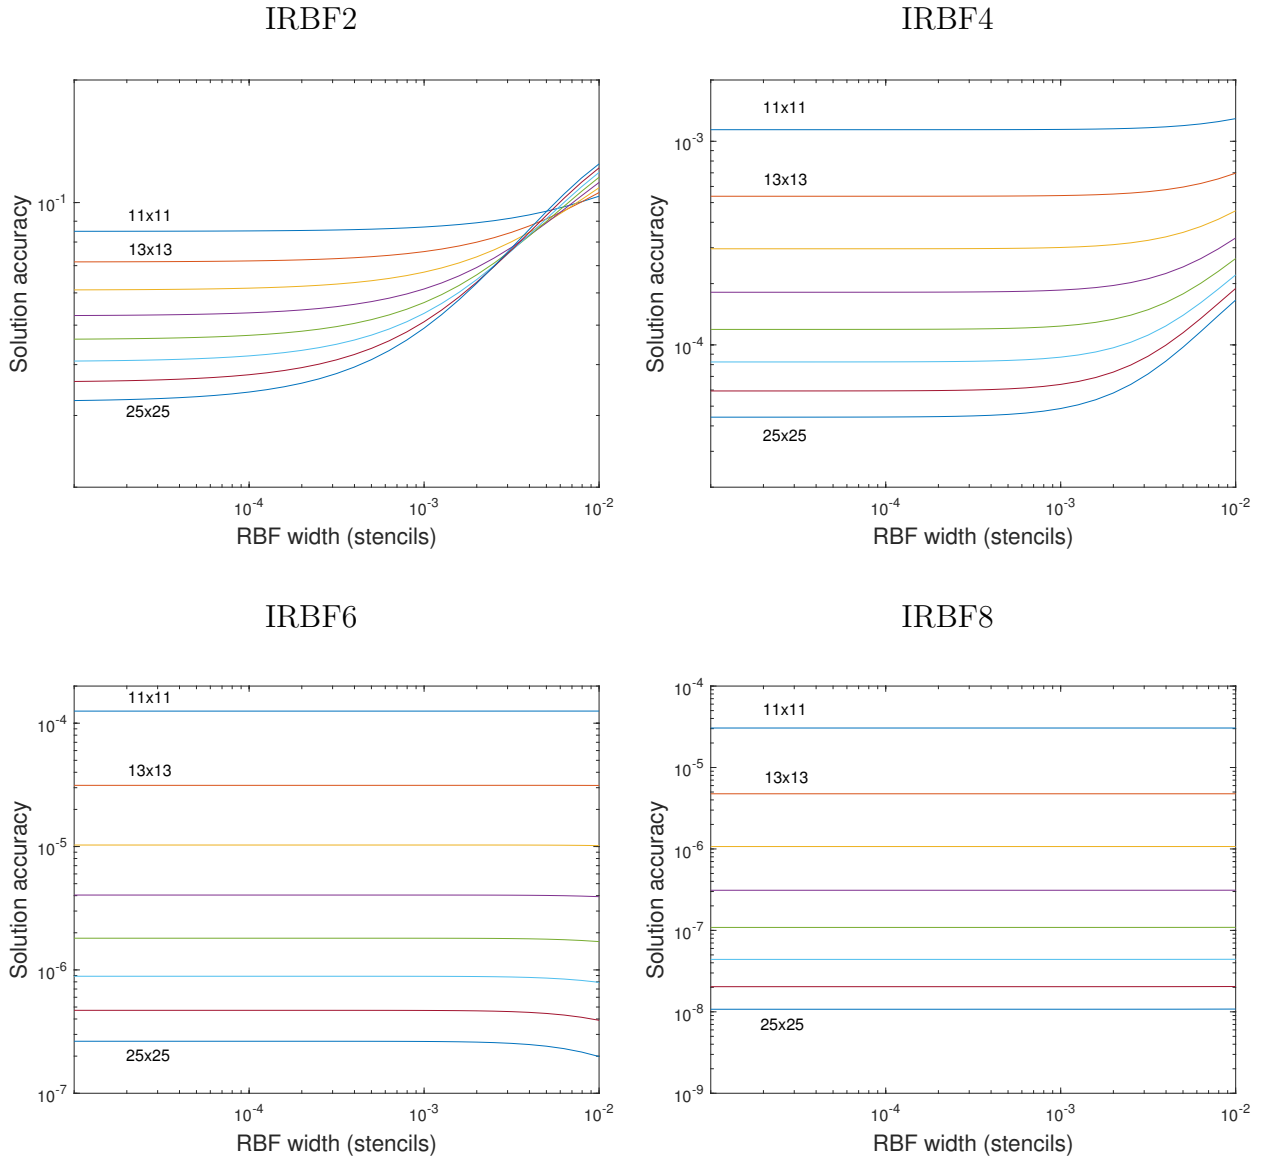 IRBF2
IRBF4
10^-1
Solution accuracy
11x11
13x13
25x25
10^-4
10^-3
10^-2
RBF width (stencils)
10^-3
10^-4
Solution accuracy
11x11
13x13
25x25
10^-4
10^-3
10^-2
RBF width (stencils)
IRBF6
IRBF8
10^-4
10^-5
10^-6
10^-7
Solution accuracy
11x11
13x13
25x25
10^-4
10^-3
10^-2
RBF width (stencils)
10^-4
10^-5
10^-6
10^-7
10^-8
10^-9
Solution accuracy
11x11
13x13
25x25
10^-4
10^-3
10^-2
RBF width (stencils)